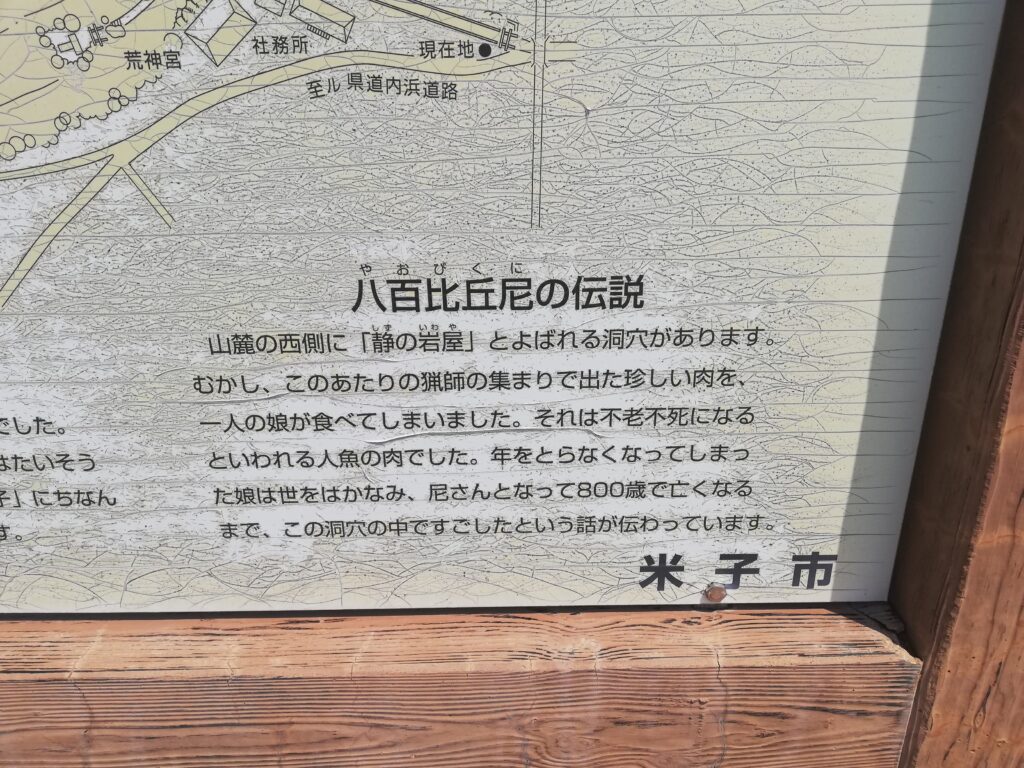 荒神宮
社務所
現在地
至ル 県道内浜道路
やおびくに
八百比丘尼の伝説
しず いわや
山麓の西側に「静の岩屋」とよばれる洞穴があります。
むかし、このあたりの猟師の集まりで出た珍しい肉を、
一人の娘が食べてしまいました。それは不老不死になる
といわれる人魚の肉でした。年をとらなくなってしまっ
た娘は世をはかなみ、尼さんとなって800歳で亡くなる
まで、この洞穴の中ですごしたという話が伝わっています。
でした。
はたいそう
子」にちなん
す。
米子市